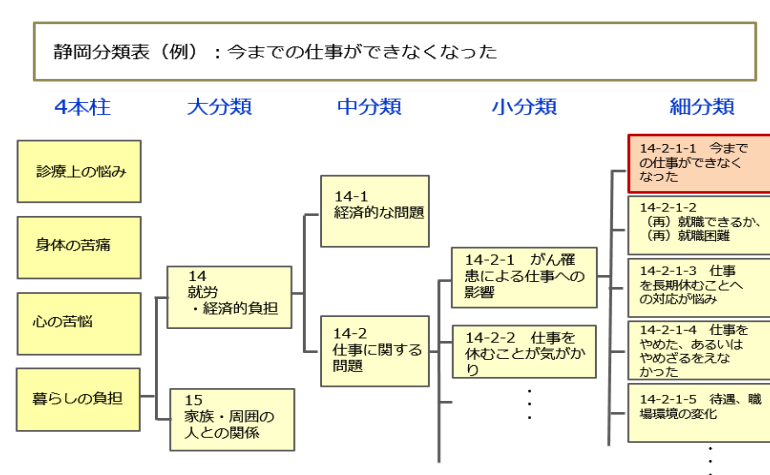 静岡分類表（例）：今までの仕事ができなくなった
4本柱
大分類
中分類
小分類
細分類
診療上の悩み
身体の苦痛
心の苦悩
暮らしの負担
14
就労
・経済的負担
15
家族・周囲の
人との関係
14-1
経済的な問題
14-2
仕事に関する
問題
14-2-1　がん罹
患による仕事への
影響
14-2-2　仕事を
休むことが気がか
り
14-2-1-1　今まで
の仕事ができなく
なった
14-2-1-2
（再）就職できるか、
（再）就職困難
14-2-1-3　仕事
を長期休むことへ
の対応が悩み
14-2-1-4　仕事を
やめた、あるいは
やめざるをえな
かった
14-2-1-5　待遇、職
場環境の変化